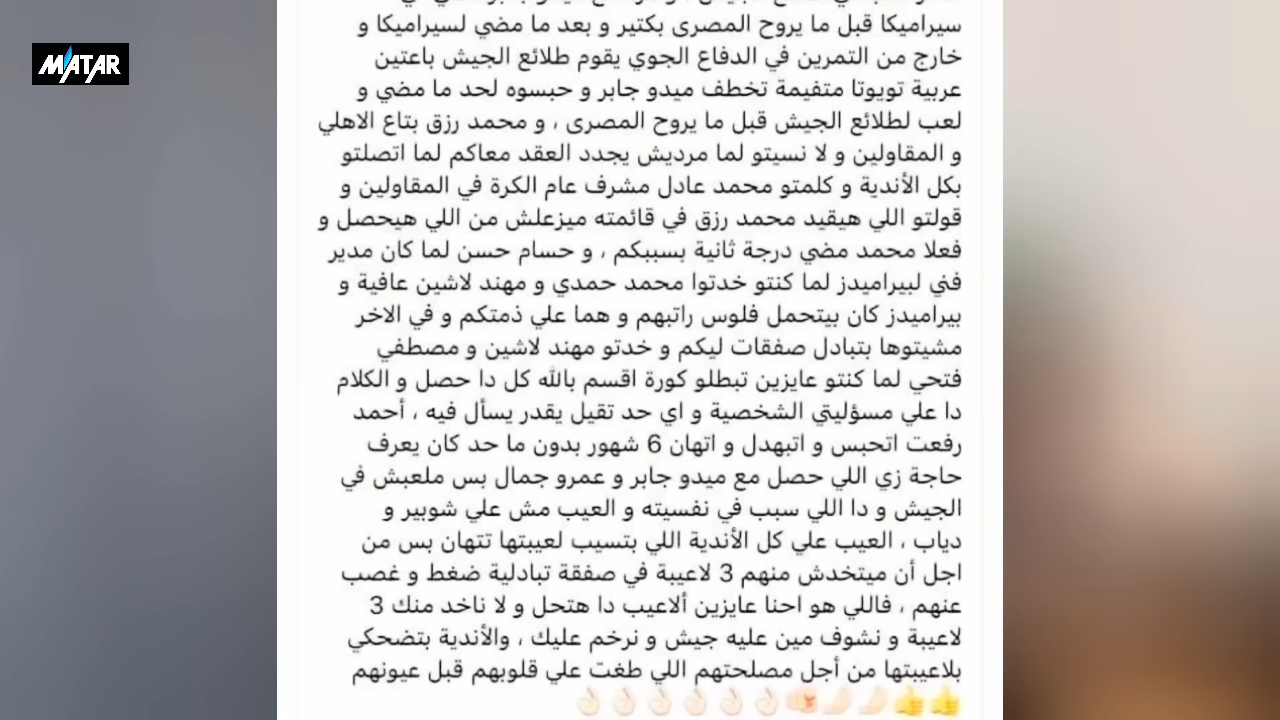 MATAR
سيراميكا قبل ما يروح المصرى بكتير و بعد ما مضي لسيراميكا و
خارج من التمرين في الدفاع الجوي يقوم طلائع الجيش باعتين
عربية تويوتا متفيمة تخطف ميدو جابر و حبسوه لحد ما مضي و
لعب لطلائع الجيش قبل ما يروح المصرى ، و محمد رزق بتاع الاهلي
و المقاولين و لا نسيتو لما مرديش يجدد العقد معاكم لما اتصلتو
بكل الأندية و كلمتو محمد عادل مشرف عام الكرة في المقاولين و
قولتو اللي هيقيد محمد رزق في قائمته ميزعلش من اللي هيحصل و
فعلا محمد مضي درجة ثانية بسببكم ، و حسام حسن لما كان مدير
فني لبيراميدز لما كنتو خدتوا محمد حمدي و مهند لاشين عافية و
بيراميدز كان بيتحمل فلوس راتبهم و هما علي ذمتكم و في الاخر
مشيتوها بتبادل صفقات ليكم و خدتو مهند لاشين و مصطفي
فتحي لما كنتو عايزين تبطلو كورة اقسم بالله كل دا حصل و الكلام
دا علي مسؤليتي الشخصية و اي حد تقيل يقدر يسأل فيه ، أحمد
رفعت اتحبس و اتبهدل و اتهان 6 شهور بدون ما حد كان يعرف
حاجة زي اللي حصل مع ميدو جابر و عمرو جمال بس ملعبش في
الجيش و دا اللي سبب في نفسيته و العيب مش علي شوبير و
دياب ، العيب علي كل الأندية اللي بتسيب لعيبتها تتهان بس من
اجل أن ميتخدش منهم 3 لاعيبة في صفقة تبادلية ضغط و غصب
عنهم ، فاللي هو احنا عايزين ألاعيب دا هتحل و لا ناخد منك 3
لاعيبة و نشوف مين عليه جيش و نرخم عليك ، والأندية بتضحكي
بلاعيبتها من أجل مصلحتهم اللي طغت علي قلوبهم قبل عيونهم